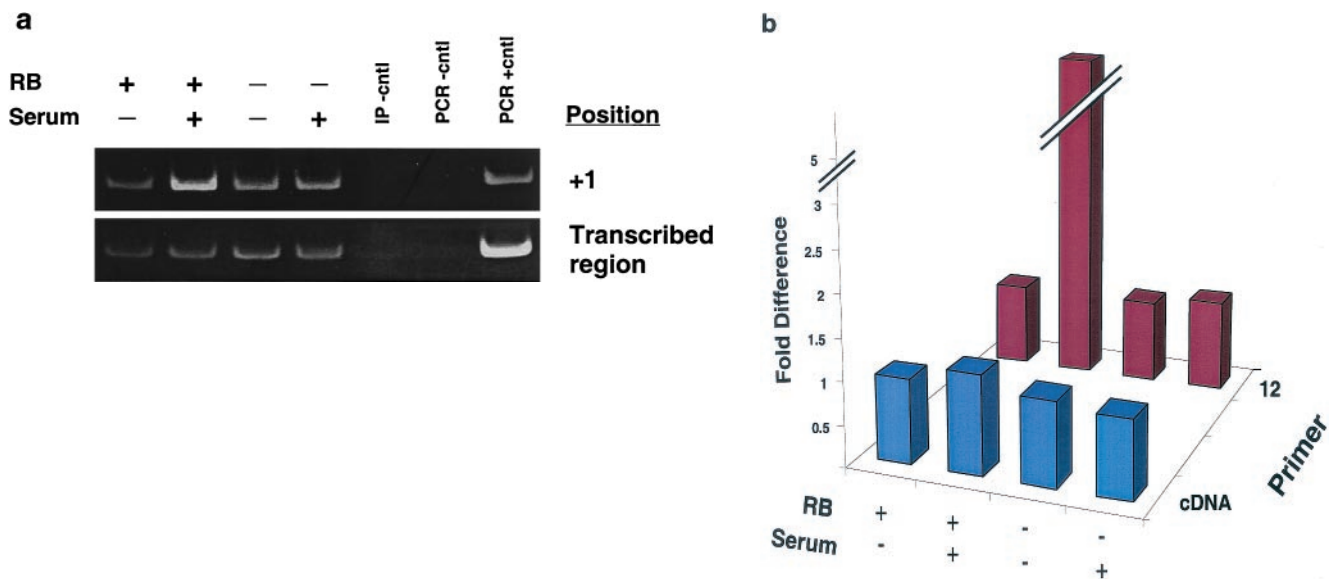 a
RB + + – –
Serum – + – +
IP -cntl
PCR -cntl
PCR +cntl
Position
+1
Transcribed
region
b
Fold Difference
5
3
2.5
2
1.5
1
0.5
RB + + - -
Serum - + - +
cDNA
12
Primer